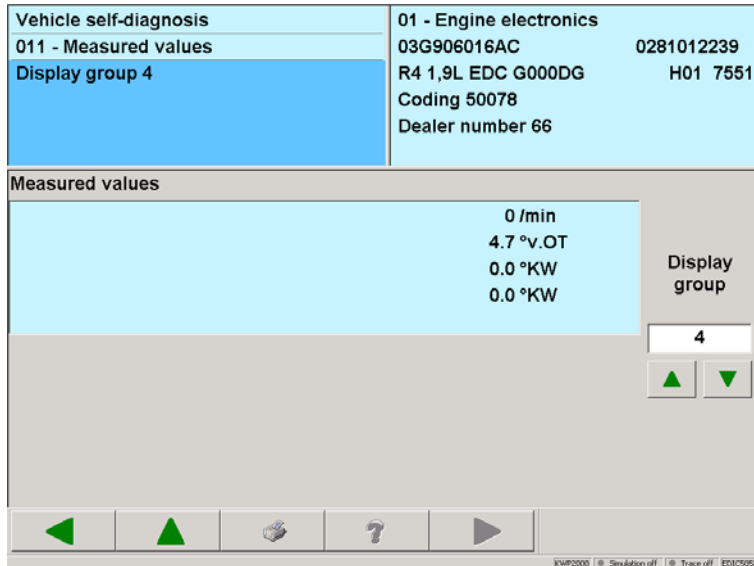 Vehicle self-diagnosis
011 - Measured values
Display group 4
01 - Engine electronics
03G906016AC 0281012239
R4 1,9L EDC G000DG H01 7551
Coding 50078
Dealer number 66
Measured values
0 /min
4.7 °v.OT
0.0 °KW
0.0 °KW
Display
group
4
?
KWP2000 Simulation off Trace off EDIC505